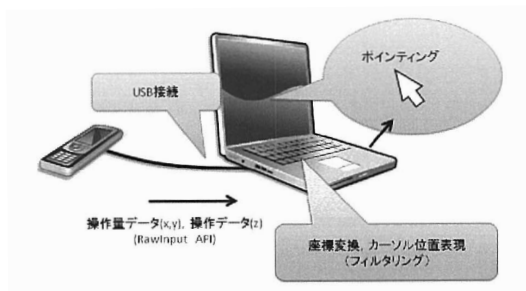 ポインティング
USB接続
操作量データ(x,y), 操作データ(z)
(RawInput API)
座標変換, カーソル位置表現
(フィルタリング)